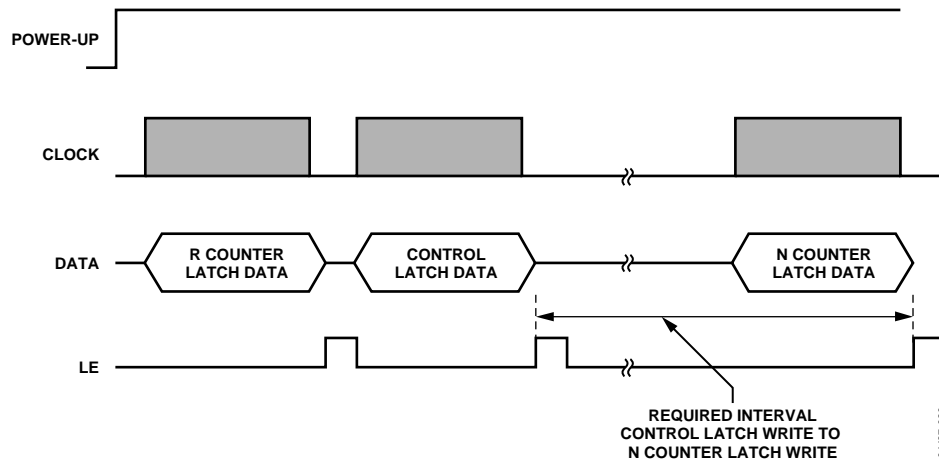 POWER-UP
CLOCK
DATA
R COUNTER
LATCH DATA
CONTROL
LATCH DATA
N COUNTER
LATCH DATA
LE
REQUIRED INTERVAL
CONTROL LATCH WRITE TO
N COUNTER LATCH WRITE